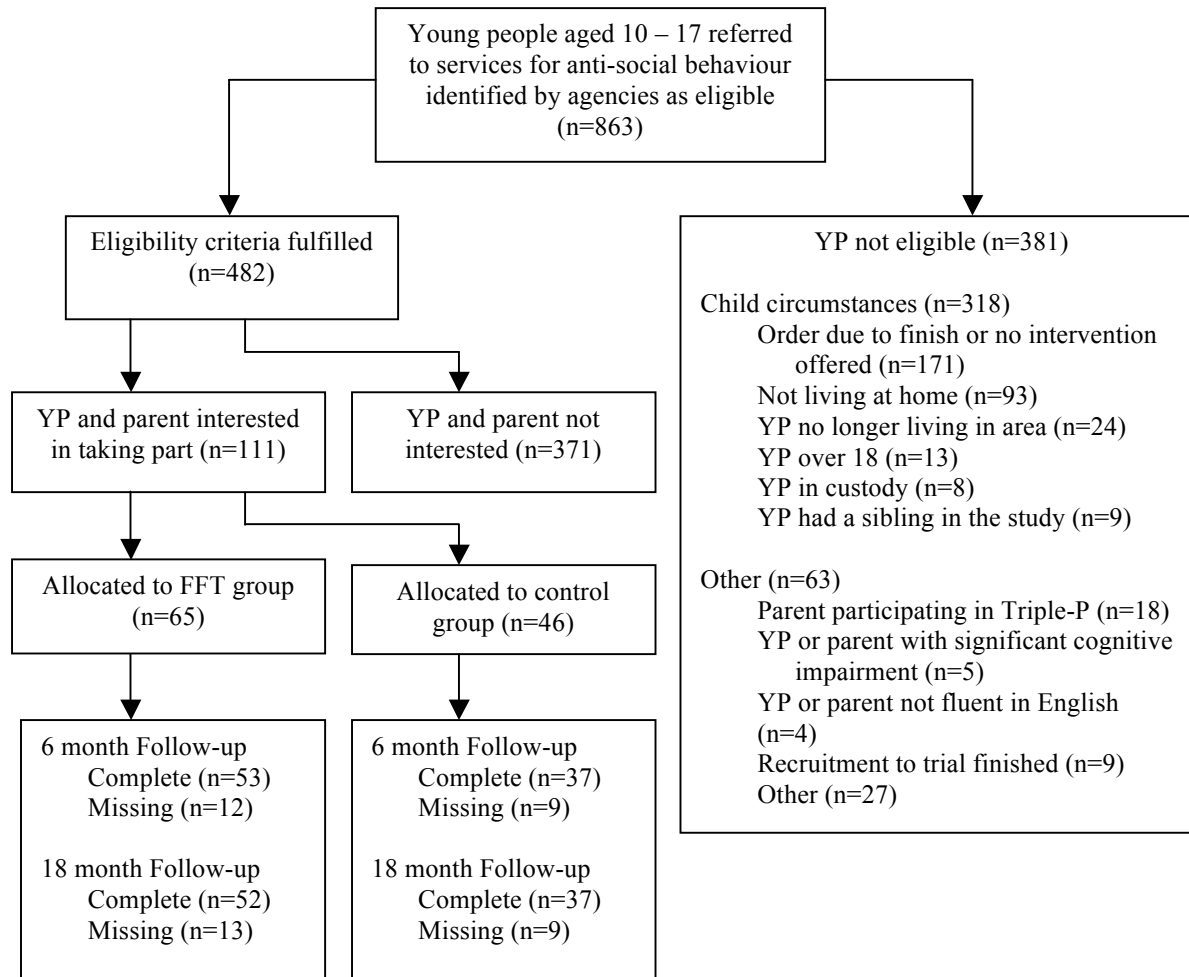 Young people aged 10 – 17 referred
to services for anti-social behaviour
identified by agencies as eligible
(n=863)
Eligibility criteria fulfilled
(n=482)
YP not eligible (n=381)
Child circumstances (n=318)
Order due to finish or no intervention
offered (n=171)
Not living at home (n=93)
YP no longer living in area (n=24)
YP over 18 (n=13)
YP in custody (n=8)
YP had a sibling in the study (n=9)
Other (n=63)
Parent participating in Triple-P (n=18)
YP or parent with significant cognitive
impairment (n=5)
YP or parent not fluent in English
(n=4)
Recruitment to trial finished (n=9)
Other (n=27)
YP and parent interested
in taking part (n=111)
YP and parent not
interested (n=371)
Allocated to FFT group
(n=65)
Allocated to control
group (n=46)
6 month Follow-up
Complete (n=53)
Missing (n=12)
18 month Follow-up
Complete (n=52)
Missing (n=13)
6 month Follow-up
Complete (n=37)
Missing (n=9)
18 month Follow-up
Complete (n=37)
Missing (n=9)